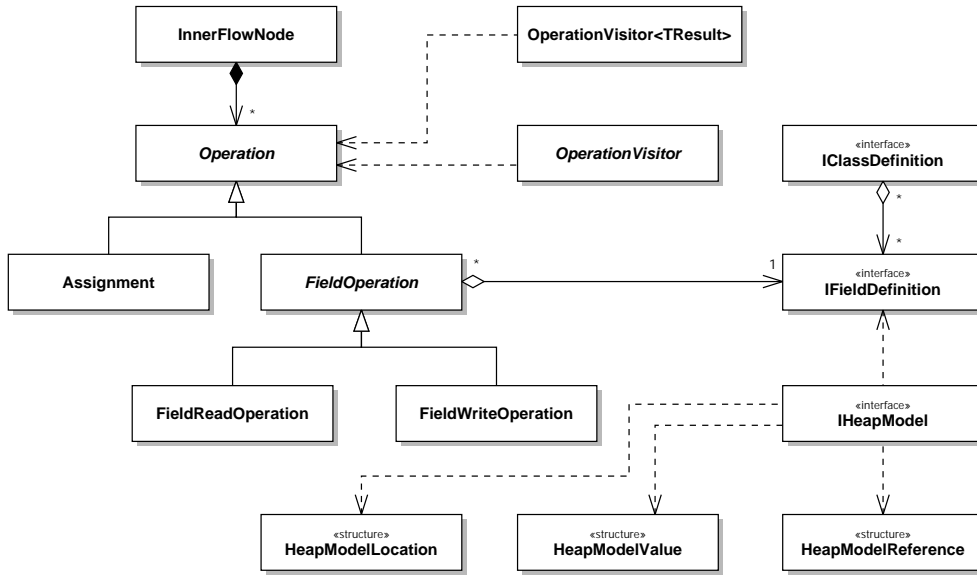 InnerFlowNode
OperationVisitor<TResult>
*
Operation
OperationVisitor
«interface»
IClassDefinition
*
*
Assignment
FieldOperation
*
1
«interface»
IFieldDefinition
FieldReadOperation
FieldWriteOperation
«interface»
IHeapModel
«structure»
HeapModelLocation
«structure»
HeapModelValue
«structure»
HeapModelReference